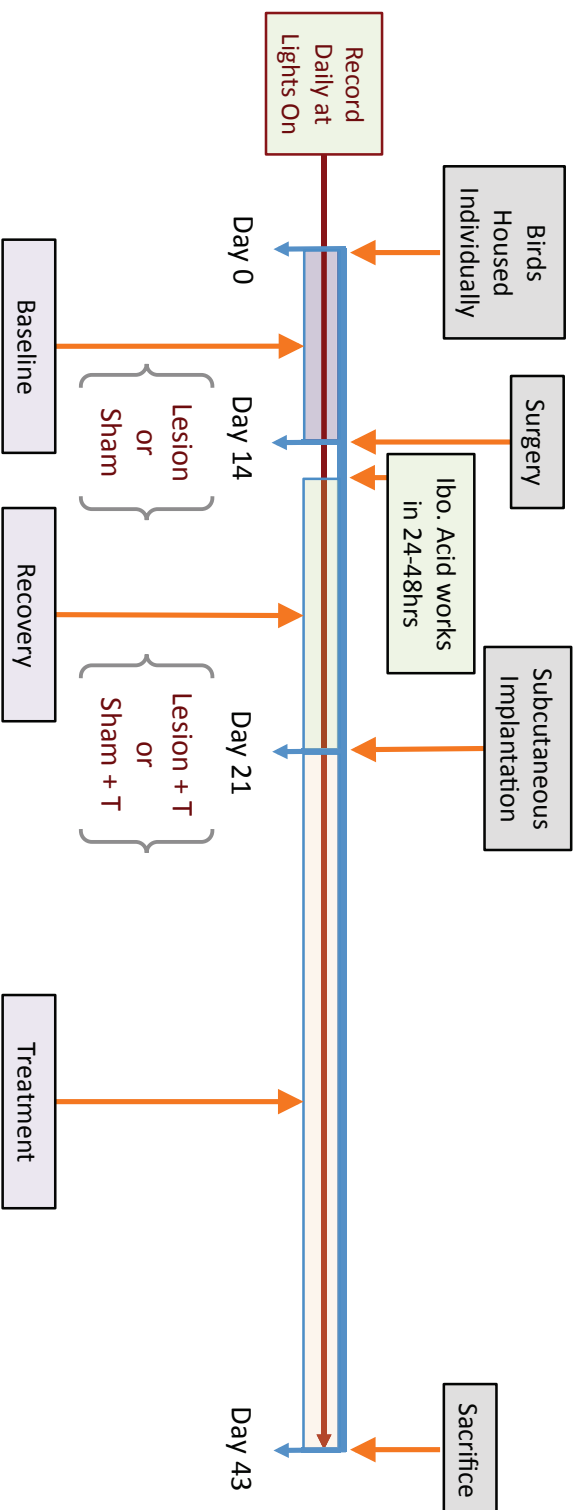 Birds
Housed
Individually
Surgery
Ibo. Acid works
in 24-48hrs
Subcutaneous
Implantation
Sacrifice
Record
Daily at
Lights On
Day 0
Day 14
Day 21
Day 43
Lesion
or
Sham
Lesion + T
or
Sham + T
Baseline
Recovery
Treatment